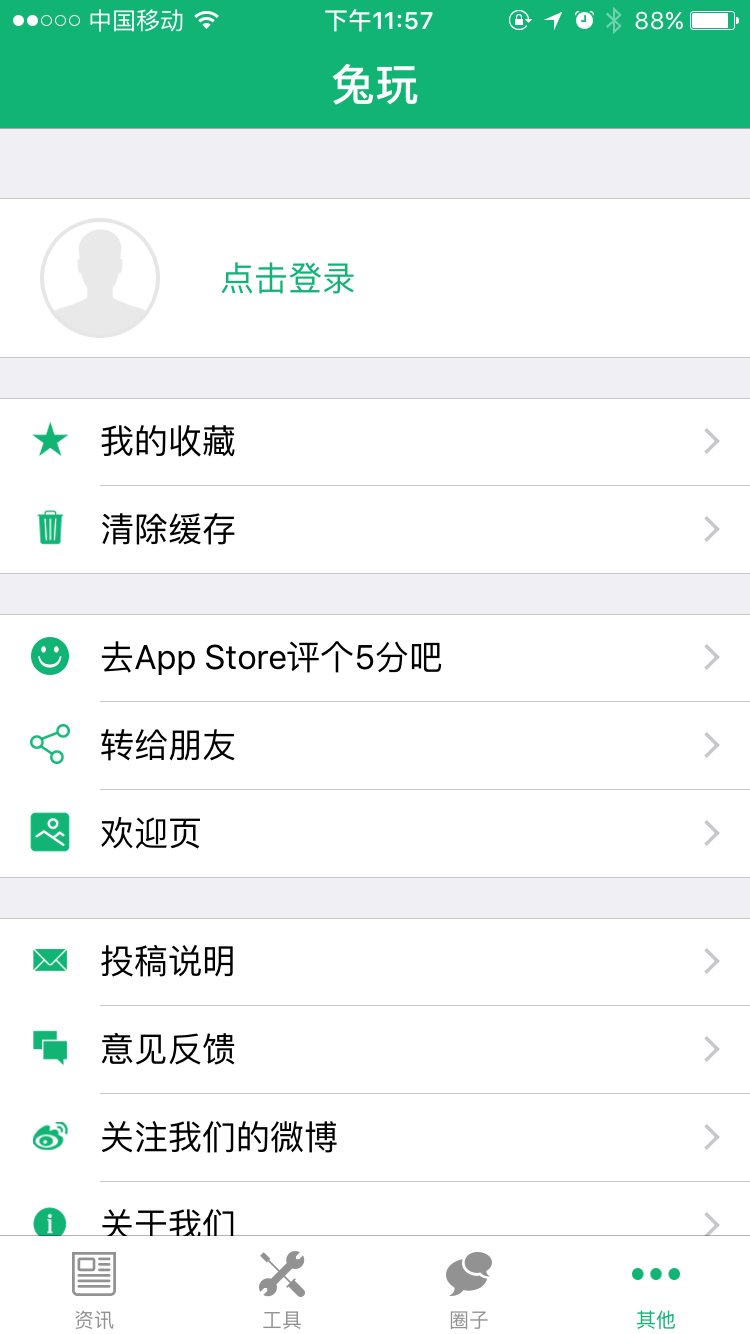 中国移动 下午11:57 88%
兔玩
点击登录
我的收藏
清除缓存
去App Store评个5分吧
转给朋友
欢迎页
投稿说明
意见反馈
关注我们的微博
关于我们
资讯 工具 圈子 其他